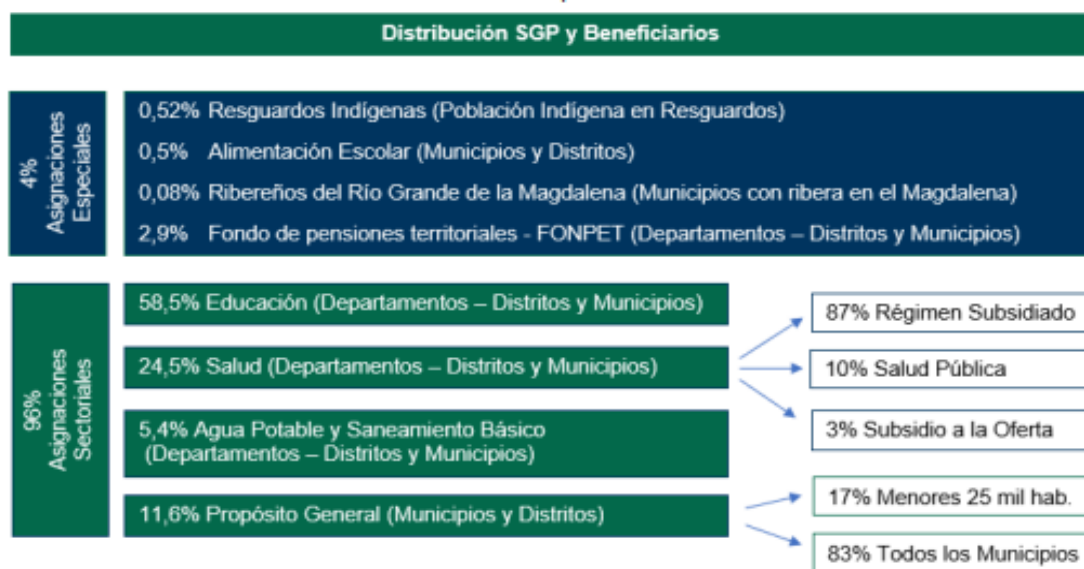 Distribución SGP y Beneficiarios
4%
Asignaciones
Especiales
0,52% Resguardos Indígenas (Población Indígena en Resguardos)
0,5% Alimentación Escolar (Municipios y Distritos)
0,08% Ribereños del Río Grande de la Magdalena (Municipios con ribera en el Magdalena)
2,9% Fondo de pensiones territoriales - FONPET (Departamentos – Distritos y Municipios)
96%
Asignaciones
Sectoriales
58,5% Educación (Departamentos – Distritos y Municipios)
24,5% Salud (Departamentos – Distritos y Municipios)
87% Régimen Subsidiado
10% Salud Pública
3% Subsidio a la Oferta
5,4% Agua Potable y Saneamiento Básico
(Departamentos – Distritos y Municipios)
11,6% Propósito General (Municipios y Distritos)
17% Menores 25 mil hab.
83% Todos los Municipios